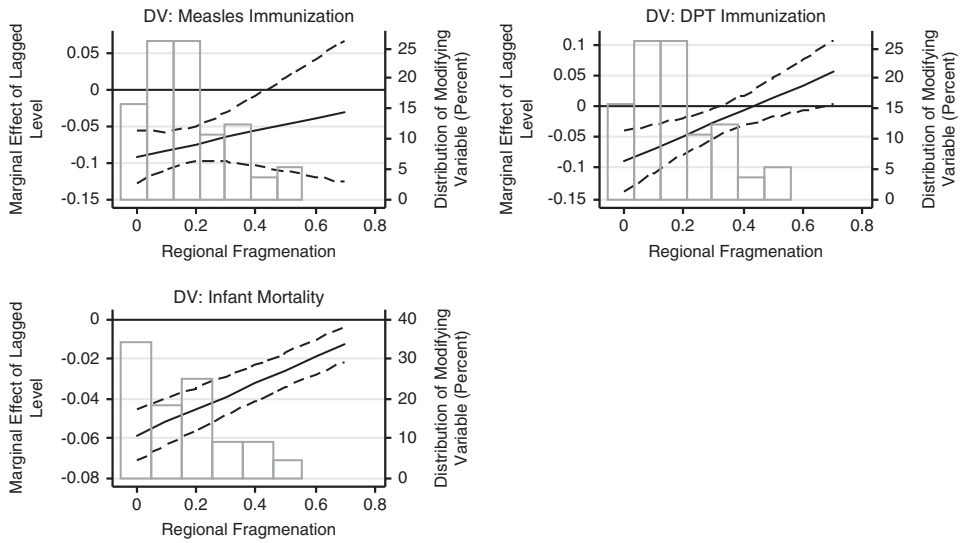 DV: Measles Immunization
Marginal Effect of Lagged
Level
0.05
0
-0.05
-0.1
-0.15
25
20
15
10
5
0
Distribution of Modifying
Variable (Percent)
0 0.2 0.4 0.6 0.8
Regional Fragmenation
DV: DPT Immunization
Marginal Effect of Lagged
Level
0.1
0.05
0
-0.05
-0.1
-0.15
25
20
15
10
5
0
Distribution of Modifying
Variable (Percent)
0 0.2 0.4 0.6 0.8
Regional Fragmenation
DV: Infant Mortality
Marginal Effect of Lagged
Level
0
-0.02
-0.04
-0.06
-0.08
40
30
20
10
0
Distribution of Modifying
Variable (Percent)
0 0.2 0.4 0.6 0.8
Regional Fragmenation